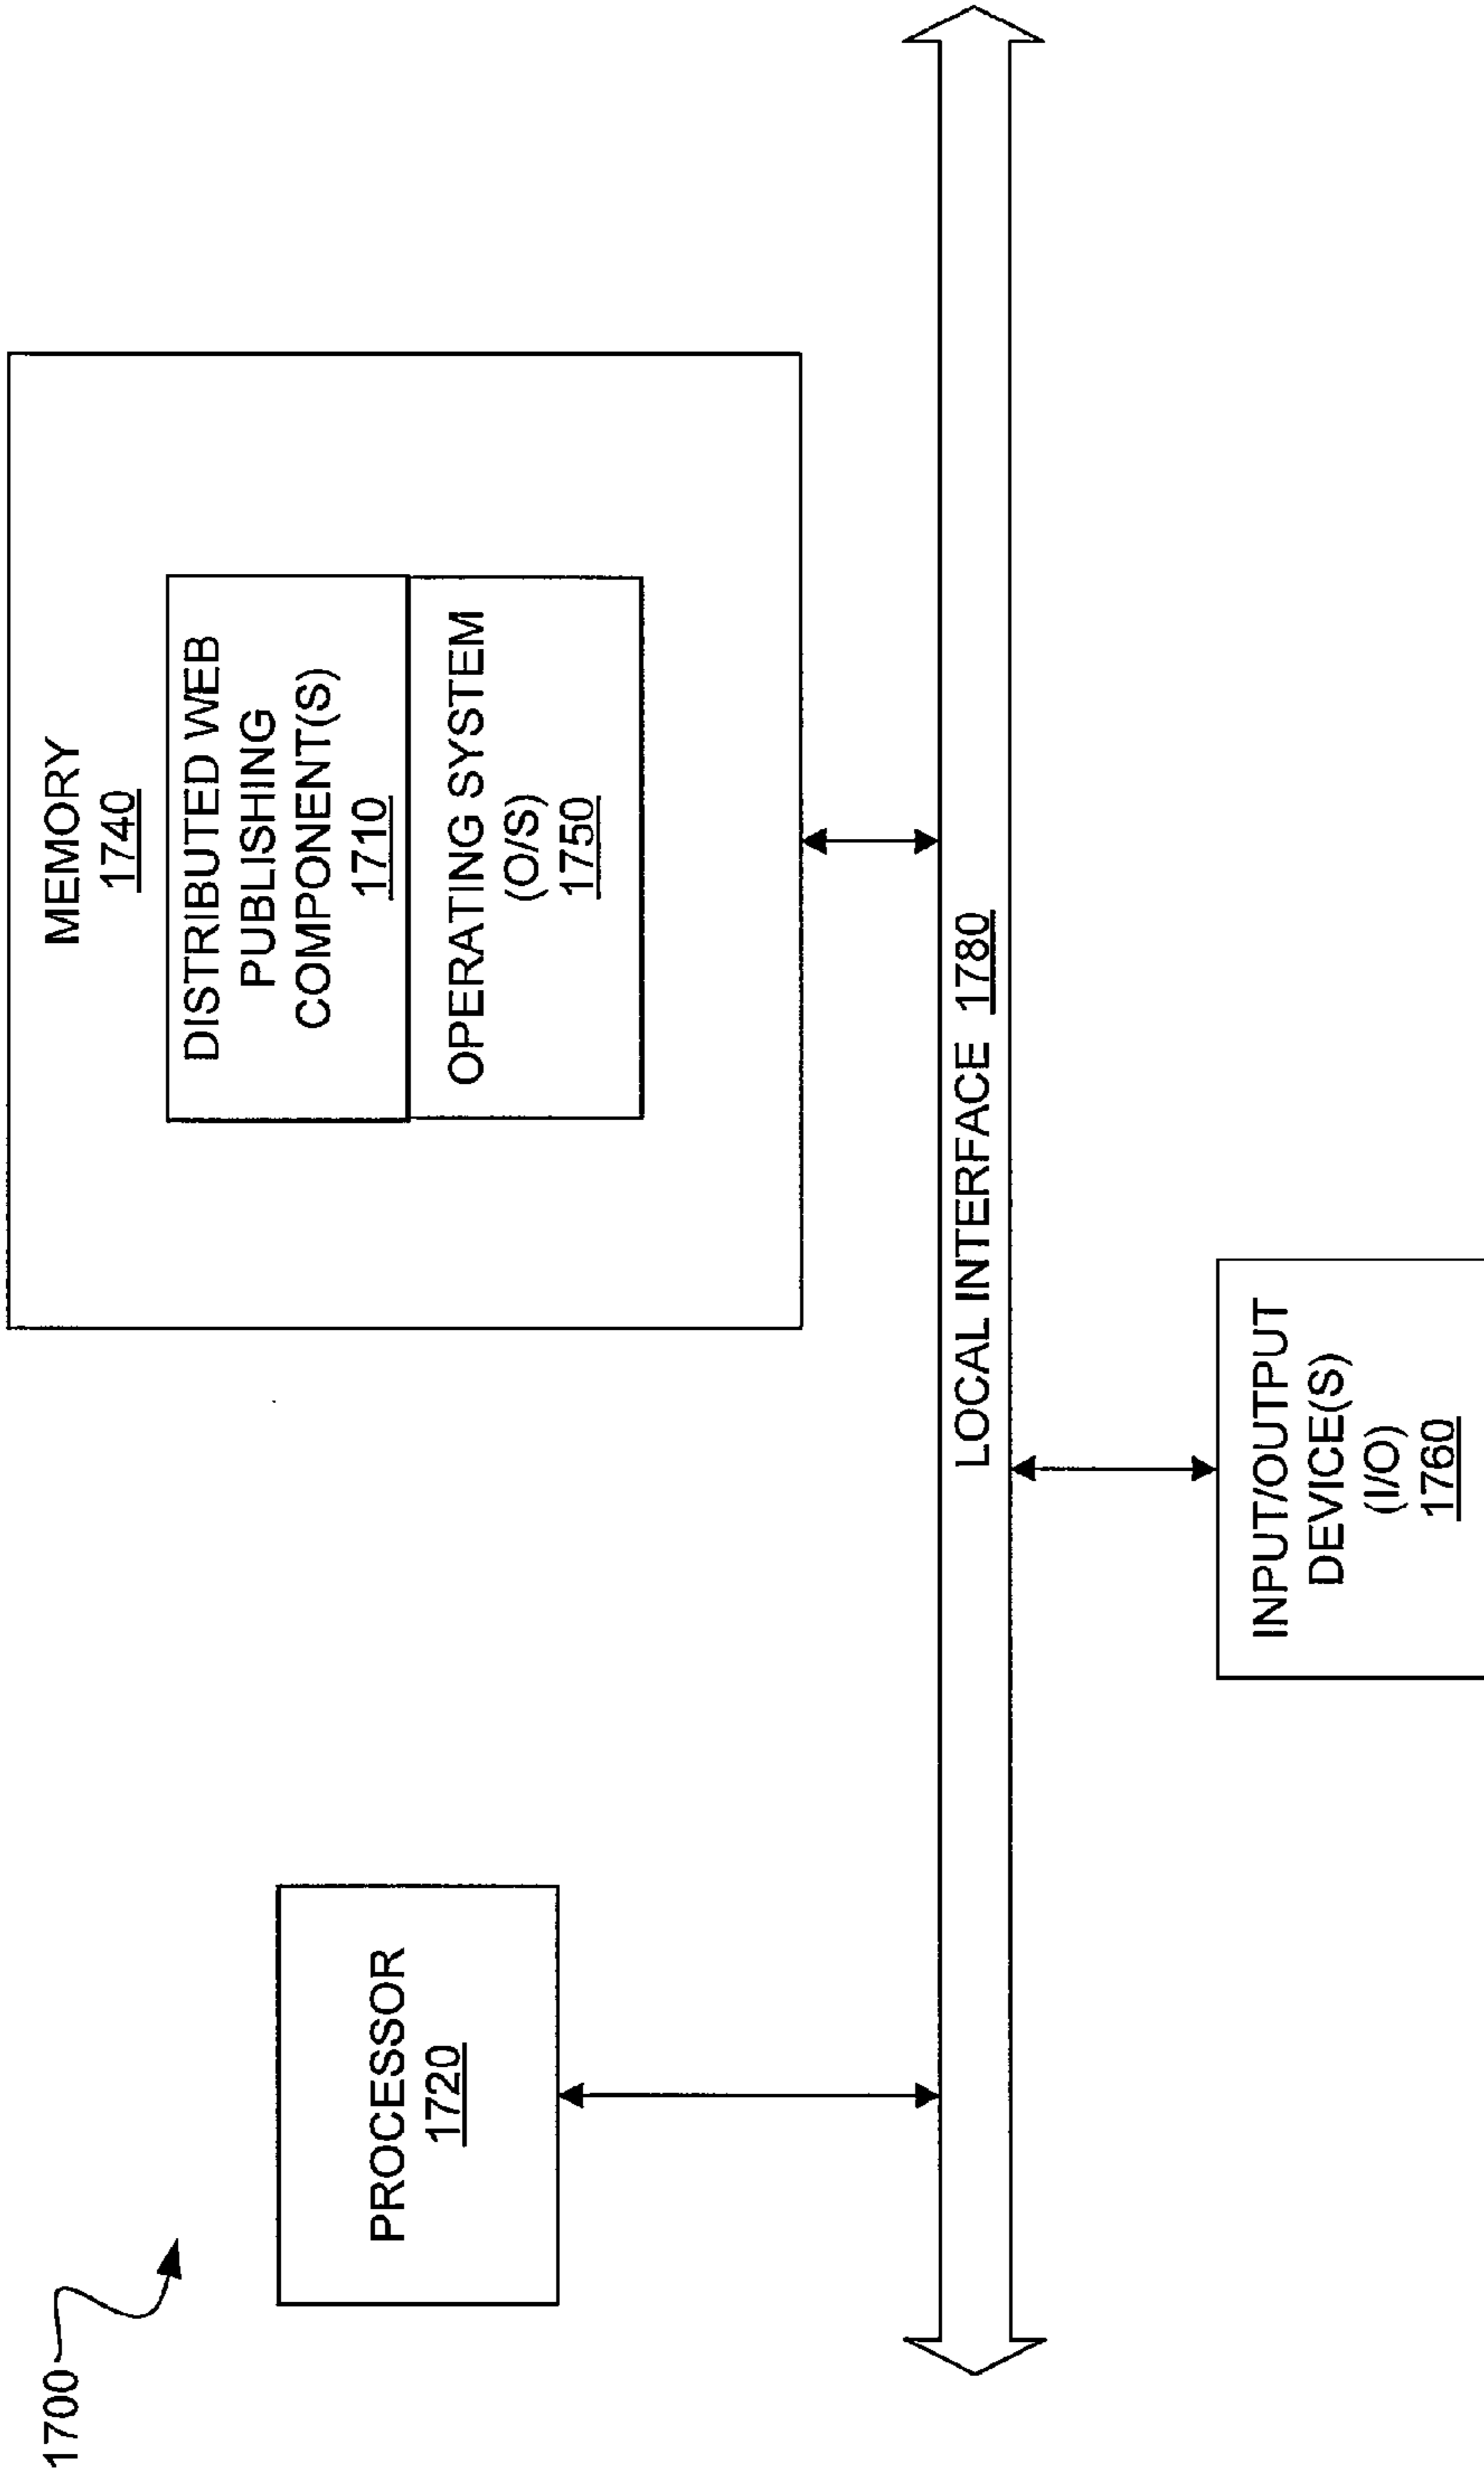 1700
PROCESSOR
1720
MEMORY
1740
DISTRIBUTED WEB
PUBLISHING
COMPONENT(S)
1710
OPERATING SYSTEM
(O/S)
1750
LOCAL INTERFACE 1780
INPUT/OUTPUT
DEVICE(S)
(I/O)
1760